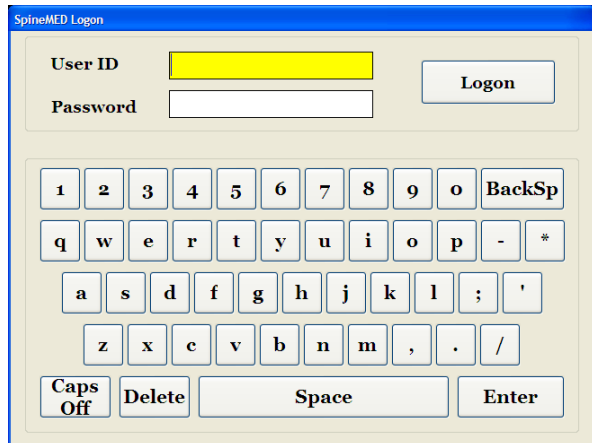 SpineMED Logon
User ID
Logon
Password
1 2 3 4 5 6 7 8 9 0 BackSp
q w e r t y u i o p - *
a s d f g h j k l ; '
z x c v b n m , . /
Caps Off Delete Space Enter